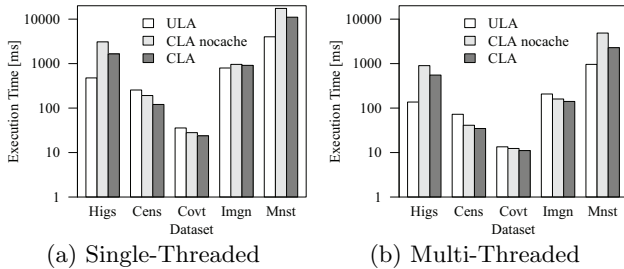 Execution Time [ms]
10000
1000
100
10
1
ULA
CLA nocache
CLA
Higs Cens Covt Imgn Mnst
Dataset
(a) Single-Threaded
Execution Time [ms]
10000
1000
100
10
1
ULA
CLA nocache
CLA
Higs Cens Covt Imgn Mnst
Dataset
(b) Multi-Threaded